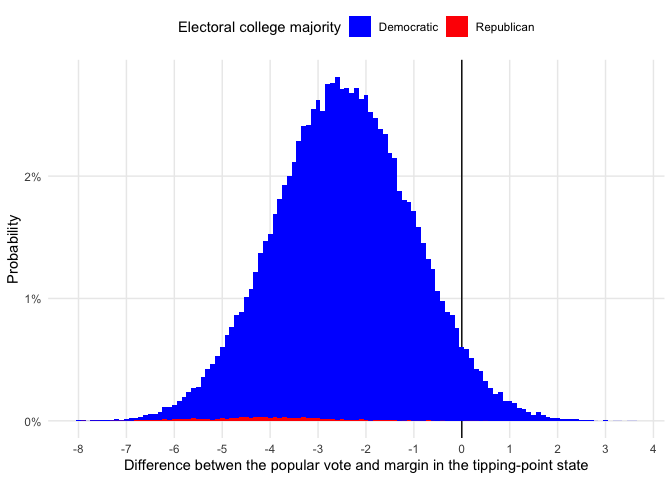 Electoral college majority Democratic Republican
Probability
2%
1%
0%
-8 -7 -6 -5 -4 -3 -2 -1 0 1 2 3 4
Difference betwen the popular vote and margin in the tipping-point state